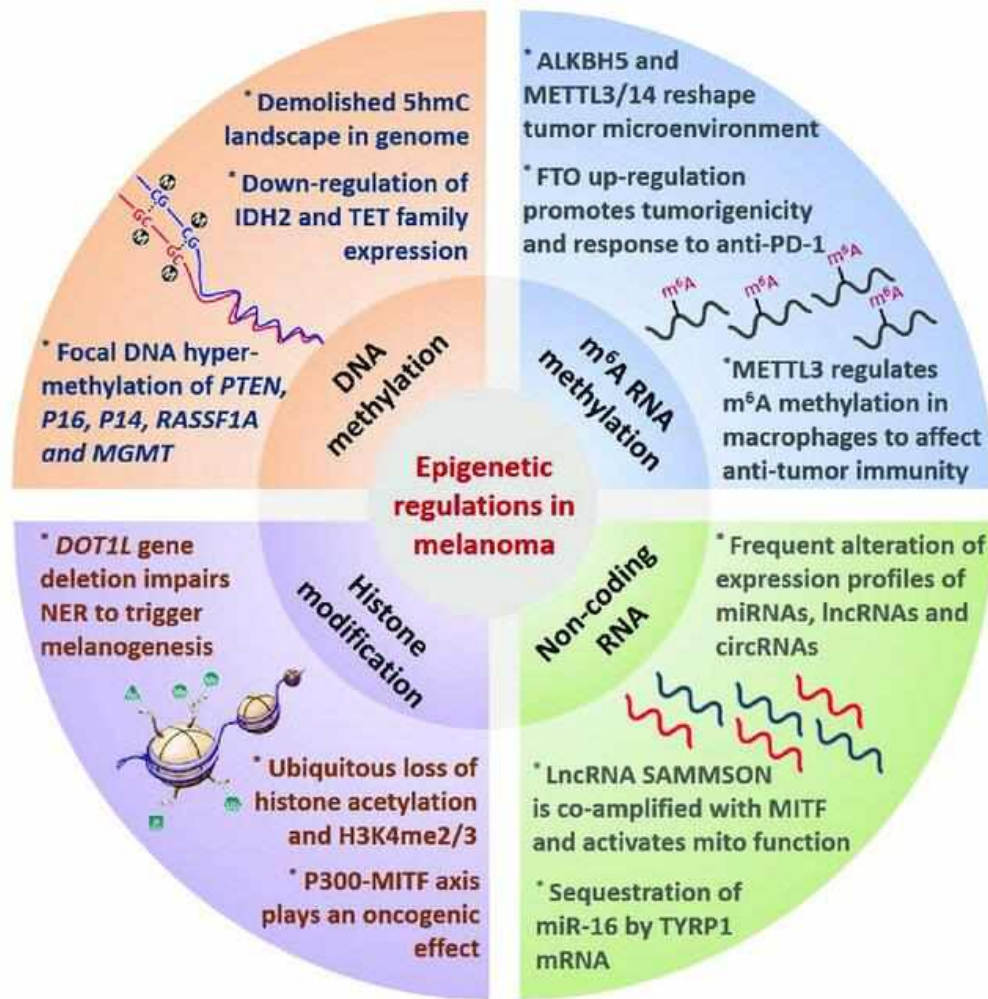 * Demolished 5hmC
landscape in genome
* Down-regulation of
IDH2 and TET family
expression
M
CG
M
GC
CG
M
GC
M
* Focal DNA hyper-
methylation of PTEN,
P16, P14, RASSF1A
and MGMT
DNA
methylation
* ALKBH5 and
METTL3/14 reshape
tumor microenvironment
* FTO up-regulation
promotes tumorigenicity
and response to anti-PD-1
m⁶A
m⁶A
m⁶A
m⁶A
*METTL3 regulates
m⁶A methylation in
macrophages to affect
anti-tumor immunity
m⁶A RNA
methylation
Epigenetic
regulations in
melanoma
* DOT1L gene
deletion impairs
NER to trigger
melanogenesis
* Ubiquitous loss of
histone acetylation
and H3K4me2/3
* P300-MITF axis
plays an oncogenic
effect
Histone
modification
Non-coding
RNA
* Frequent alteration of
expression profiles of
miRNAs, lncRNAs and
circRNAs
*LncRNA SAMMSON
is co-amplified with MITF
and activates mito function
* Sequestration of
miR-16 by TYRP1
mRNA